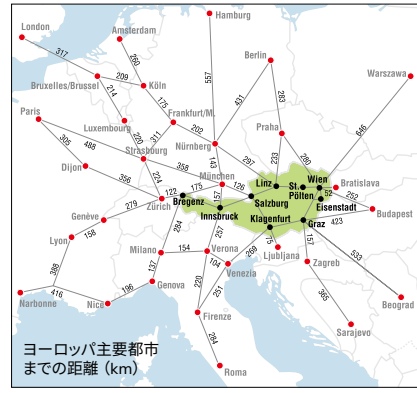 Hamburg
London
Amsterdam
317
260
Berlin
557
Warszawa
Bruxelles/Brussel
209
Köln
431
283
214
175
Paris
Frankfurt/M.
Luxembourg
220
311
202
Praha
646
488
Nürnberg
305
Strasbourg
143
297
233
280
Dijon
358
München
Linz
St.
Pölten
Wien
Bratislava
356
224
122
175
126
52
252
Zürich
Bregenz
157
Salzburg
Eisenstadt
Budapest
Genève
279
Innsbruck
Klagenfurt
Graz
423
284
257
75
Lyon
158
Milano
154
Verona
269
Ljubljana
157
533
104
Zagreb
388
137
Venezia
220
251
365
Beograd
416
196
Genova
Narbonne
Nice
Firenze
Sarajevo
284
ヨーロッパ主要都市
までの距離（km）
Roma